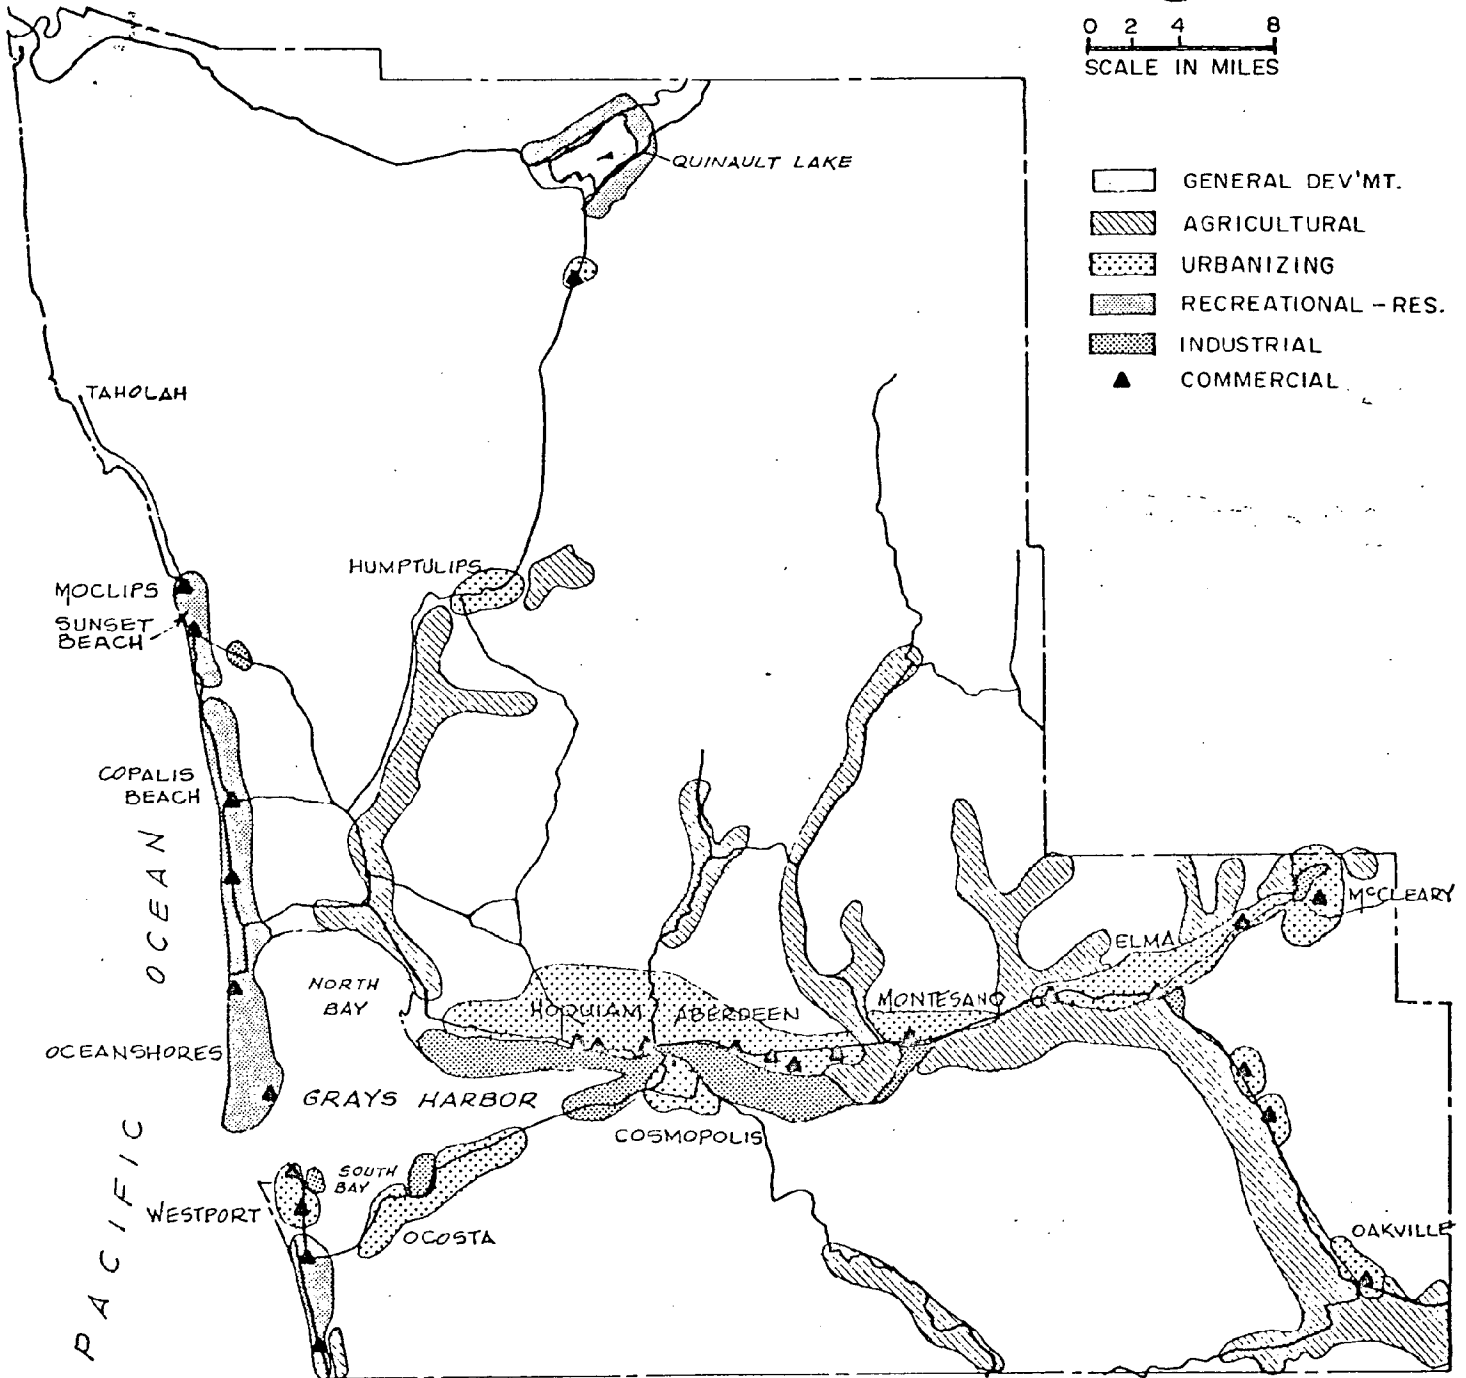 0 2 4 8
SCALE IN MILES
QUINAULT LAKE
GENERAL DEV'MT.
AGRICULTURAL
URBANIZING
RECREATIONAL – RES.
INDUSTRIAL
COMMERCIAL
TAHOLAH
HUMPTULIPS
MOCLIPS
SUNSET
BEACH
COPALIS
BEACH
McCLEARY
ELMA
NORTH
BAY
HOQUIAM
ABERDEEN
MONTESANO
OCEANSHORES
GRAYS HARBOR
COSMOPOLIS
SOUTH
BAY
WESTPORT
OCOSTA
OAKVILLE
PACIFIC OCEAN